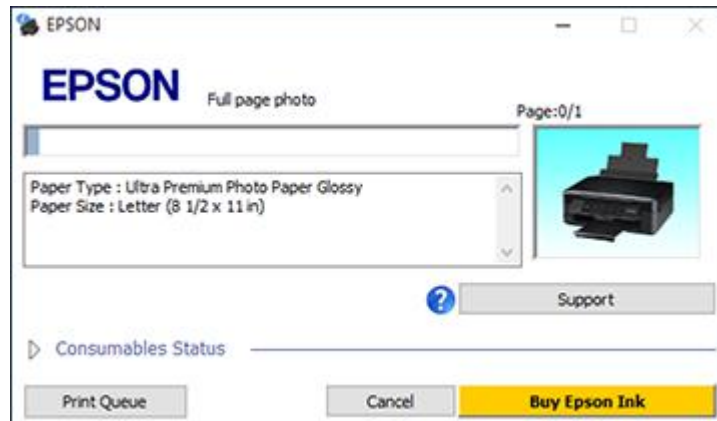 EPSON
EPSON
Full page photo
Page:0/1
Paper Type : Ultra Premium Photo Paper Glossy
Paper Size : Letter (8 1/2 x 11 in)
?
Support
Consumables Status
Print Queue
Cancel
Buy Epson Ink